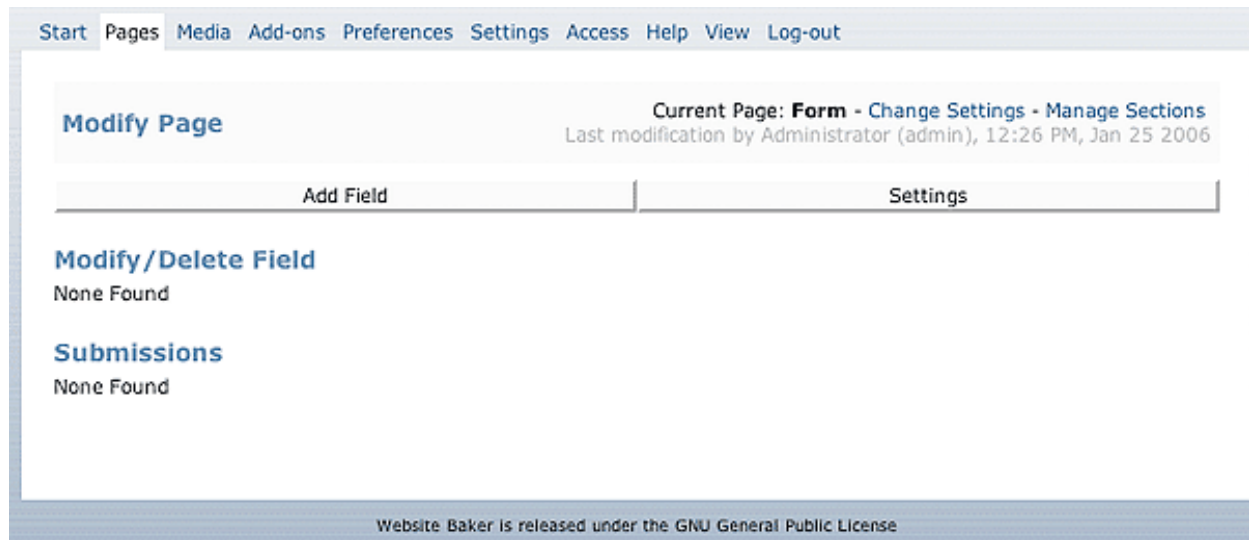 Start Pages Media Add-ons Preferences Settings Access Help View Log-out
Modify Page
Current Page: Form - Change Settings - Manage Sections
Last modification by Administrator (admin), 12:26 PM, Jan 25 2006
Add Field Settings
Modify/Delete Field
None Found
Submissions
None Found
Website Baker is released under the GNU General Public License